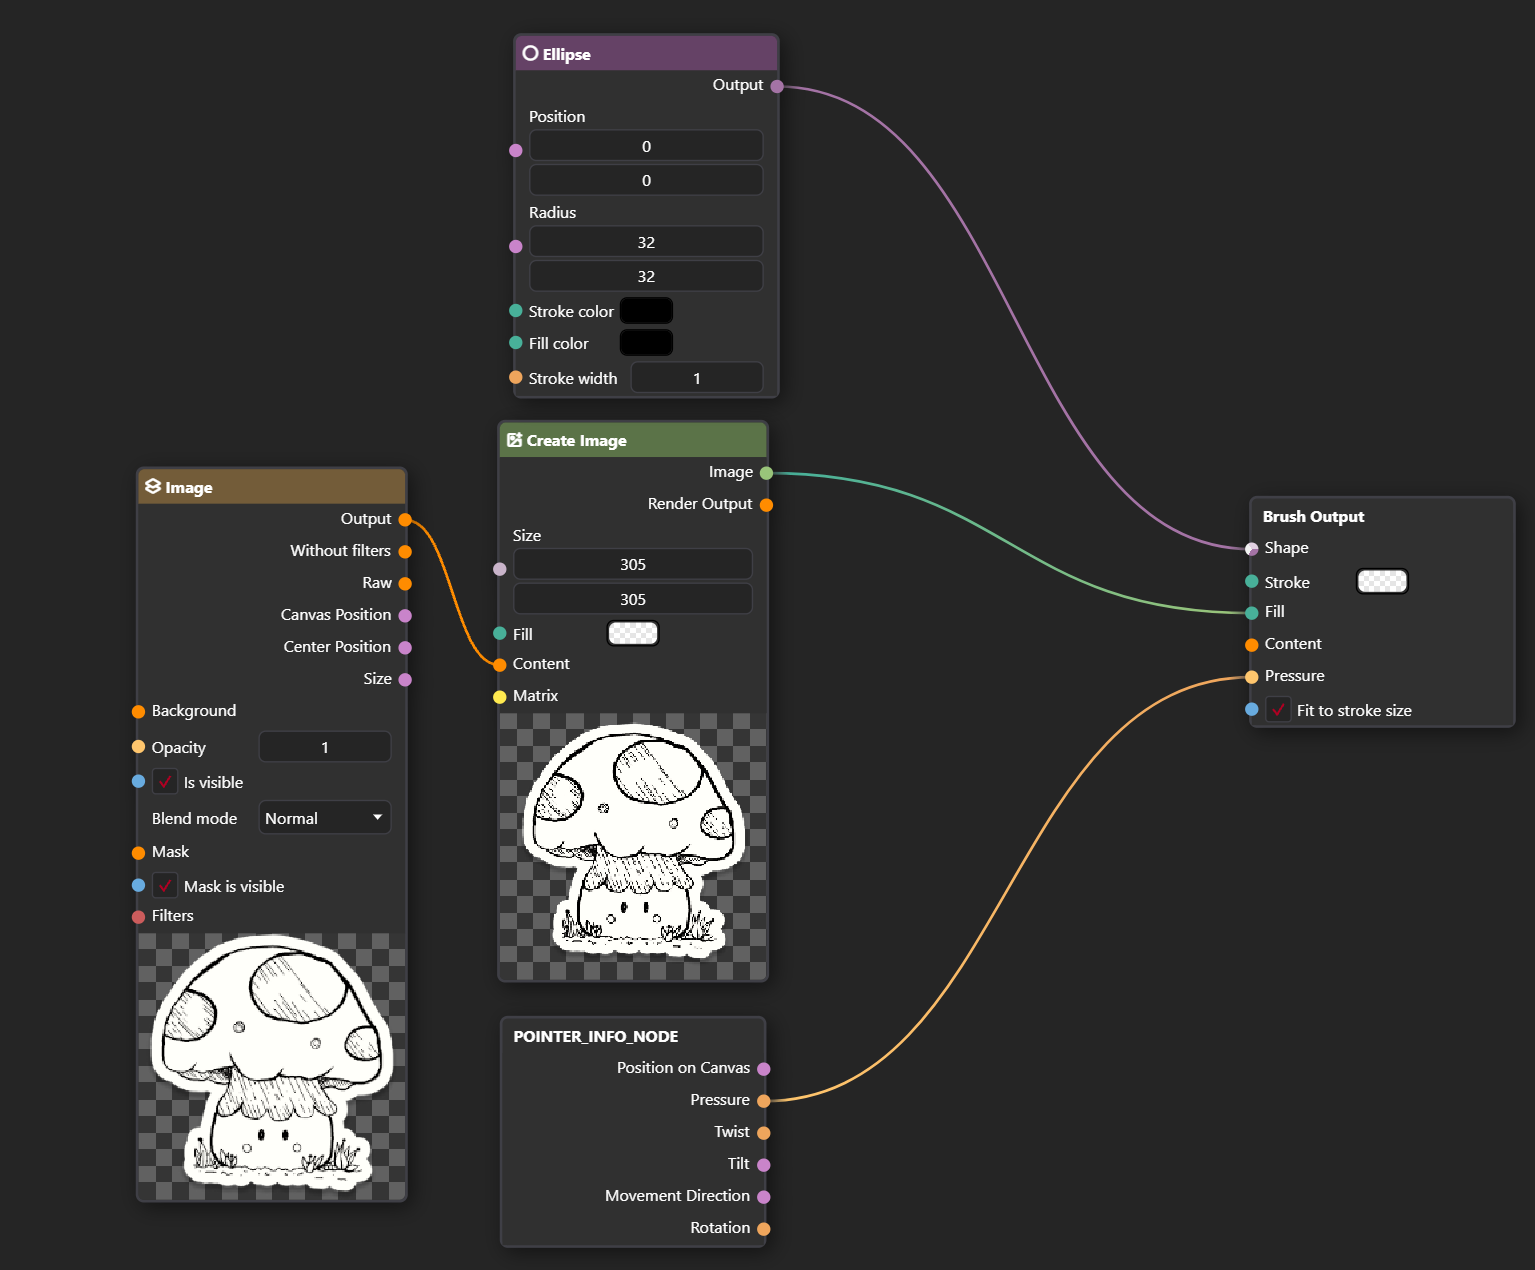 Ellipse
Output
Position
0
0
Radius
32
32
Stroke color
Fill color
Stroke width 1
Create Image
Image
Render Output
Size
305
305
Fill
Content
Matrix
Image
Output
Without filters
Raw
Canvas Position
Center Position
Size
Background
Opacity 1
Is visible
Blend mode Normal
Mask
Mask is visible
Filters
POINTER_INFO_NODE
Position on Canvas
Pressure
Twist
Tilt
Movement Direction
Rotation
Brush Output
Shape
Stroke
Fill
Content
Pressure
Fit to stroke size